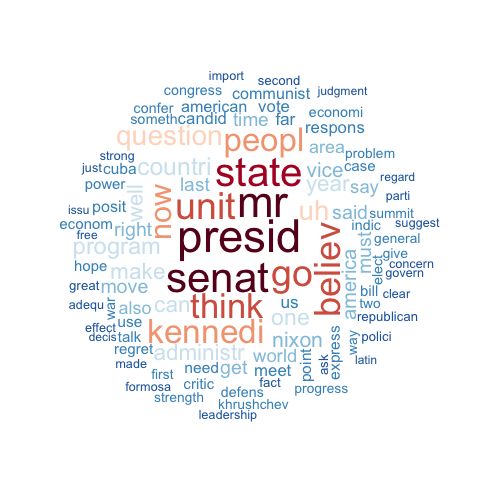 import second
congress communist judgment
confer american vote economi
someth candid time far respons
question peopl area problem
strong countri state vice case
just cuba last year say regard
power well unit mr uh said parti
issu posit now summit
econom right presid believ indic suggest
free program must general
hope make senat go america elect give concern
great move govern
adequ war also can think us one bill clear
use kennedi nixon two republican
effect talk way polici
decis regret administr get world point express ask latin
made first need meet
formosa critic defens fact progress
strength khrushchev
leadership